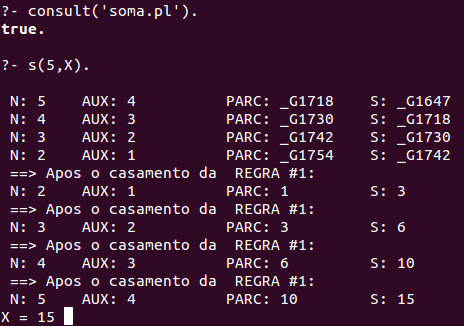 ?- consult('soma.pl').
true.
?- s(5,X).
N: 5 AUX: 4 PARC: _G1718 S: _G1647
N: 4 AUX: 3 PARC: _G1730 S: _G1718
N: 3 AUX: 2 PARC: _G1742 S: _G1730
N: 2 AUX: 1 PARC: _G1754 S: _G1742
==> Apos o casamento da REGRA #1:
N: 2 AUX: 1 PARC: 1 S: 3
==> Apos o casamento da REGRA #1:
N: 3 AUX: 2 PARC: 3 S: 6
==> Apos o casamento da REGRA #1:
N: 4 AUX: 3 PARC: 6 S: 10
==> Apos o casamento da REGRA #1:
N: 5 AUX: 4 PARC: 10 S: 15
X = 15